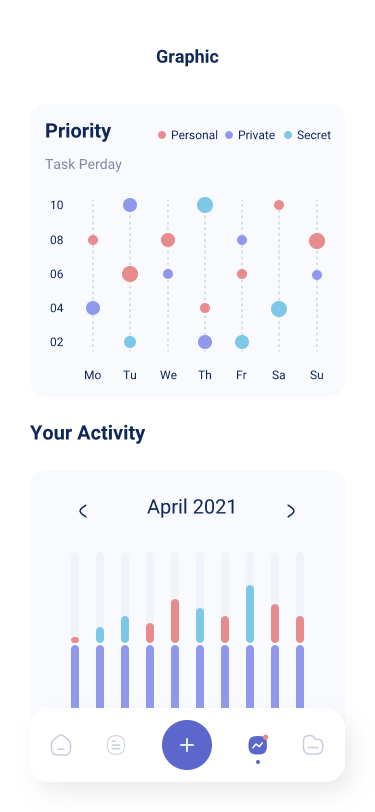 Graphic
Priority
Personal Private Secret
Task Perday
10
08
06
04
02
Mo Tu We Th Fr Sa Su
Your Activity
April 2021